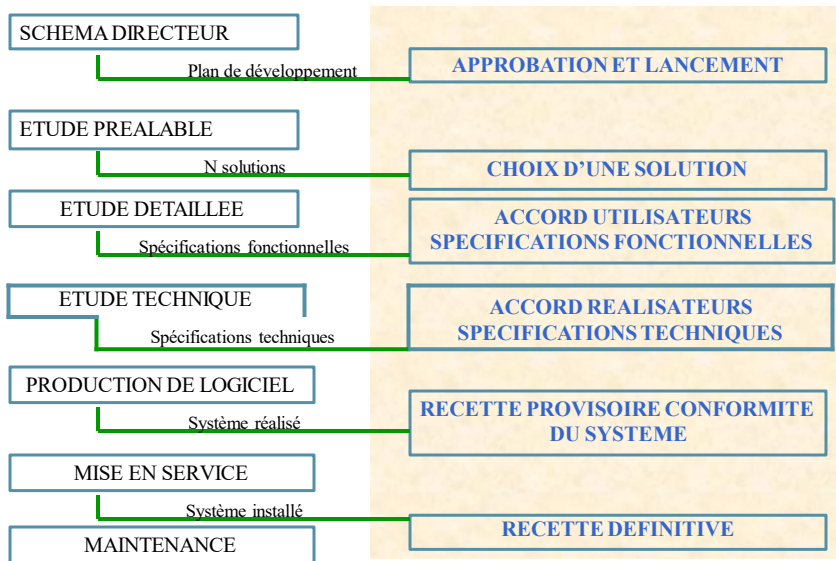 SCHEMA DIRECTEUR
Plan de développement
APPROBATION ET LANCEMENT
ETUDE PREALABLE
N solutions
CHOIX D’UNE SOLUTION
ETUDE DETAILLEE
Spécifications fonctionnelles
ACCORD UTILISATEURS
SPECIFICATIONS FONCTIONNELLES
ETUDE TECHNIQUE
Spécifications techniques
ACCORD REALISATEURS
SPECIFICATIONS TECHNIQUES
PRODUCTION DE LOGICIEL
Système réalisé
RECETTE PROVISOIRE CONFORMITE
DU SYSTEME
MISE EN SERVICE
Système installé
RECETTE DEFINITIVE
MAINTENANCE